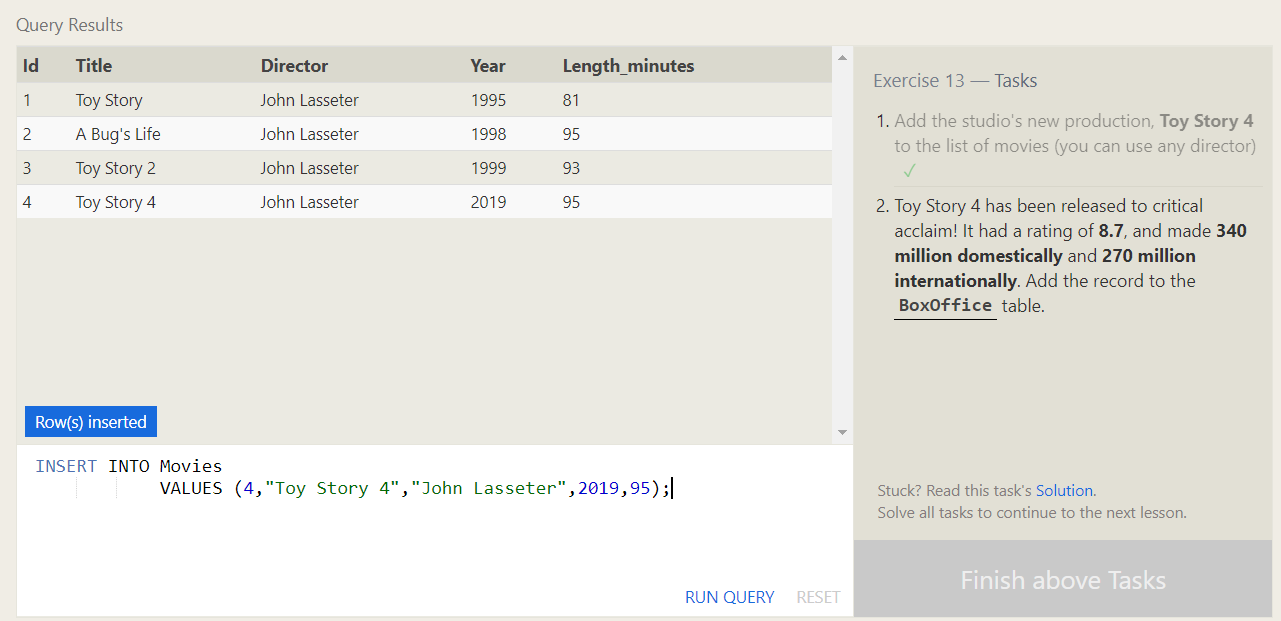 Query Results
Id Title Director Year Length_minutes
1 Toy Story John Lasseter 1995 81
2 A Bug's Life John Lasseter 1998 95
3 Toy Story 2 John Lasseter 1999 93
4 Toy Story 4 John Lasseter 2019 95
Row(s) inserted
INSERT INTO Movies
VALUES (4,"Toy Story 4","John Lasseter",2019,95);
RUN QUERY RESET
Exercise 13 — Tasks
1. Add the studio's new production, Toy Story 4
to the list of movies (you can use any director)
✓
2. Toy Story 4 has been released to critical
acclaim! It had a rating of 8.7, and made 340
million domestically and 270 million
internationally. Add the record to the
BoxOffice table.
Stuck? Read this task's Solution.
Solve all tasks to continue to the next lesson.
Finish above Tasks